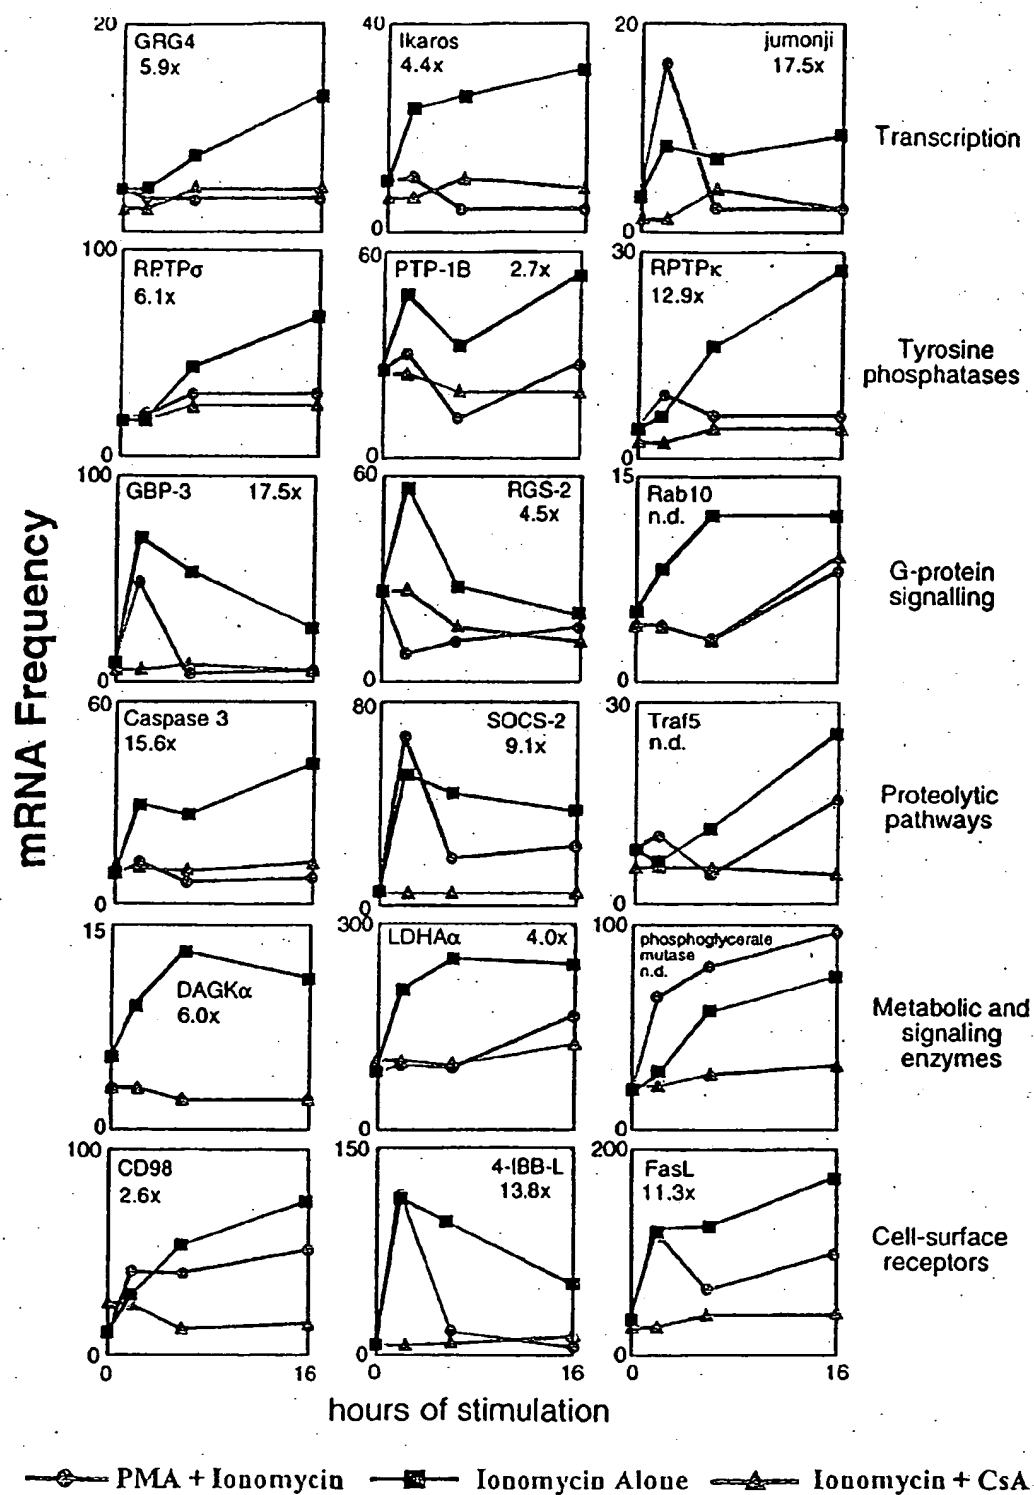 20
GRG4
5.9x
40
Ikaros
4.4x
0
20
jumonji
17.5x
0
Transcription
100
RPTPσ
6.1x
0
60
PTP-1B 2.7x
0
30
RPTPκ
12.9x
0
Tyrosine
phosphatases
100
GBP-3 17.5x
0
60
RGS-2
4.5x
0
15
Rab10
n.d.
0
G-protein
signalling
60
Caspase 3
15.6x
0
80
SOCS-2
9.1x
0
30
Traf5
n.d.
0
Proteolytic
pathways
15
DAGKα
6.0x
0
300
LDHAα 4.0x
0
100
phosphoglycerate
mutase
n.d.
0
Metabolic and
signaling
enzymes
100
CD98
2.6x
0
0 16
150
4-IBB-L
13.8x
0
0 16
200
FasL
11.3x
0
0 16
Cell-surface
receptors
mRNA Frequency
hours of stimulation
PMA + Ionomycin Ionomycin Alone Ionomycin + CsA